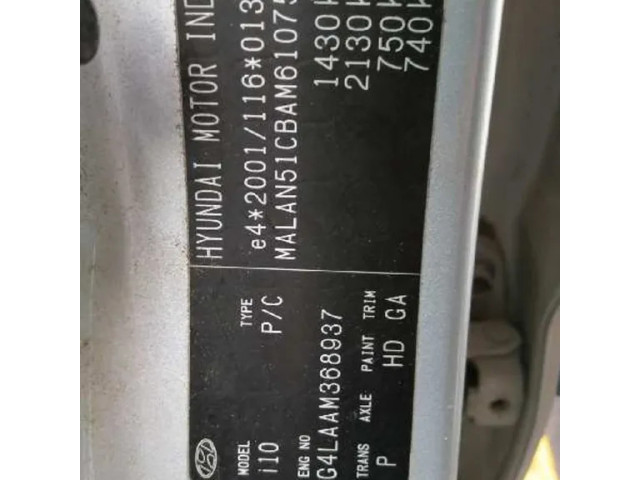 HYUNDAI MOTOR IND
e4*2001/116*013
MALAN51CBAM61075
1430
2130
750
740
MODEL TYPE
i10 P/C
ENG NO
G4LAAM368937
TRANS AXLE PAINT TRIM
P HD GA